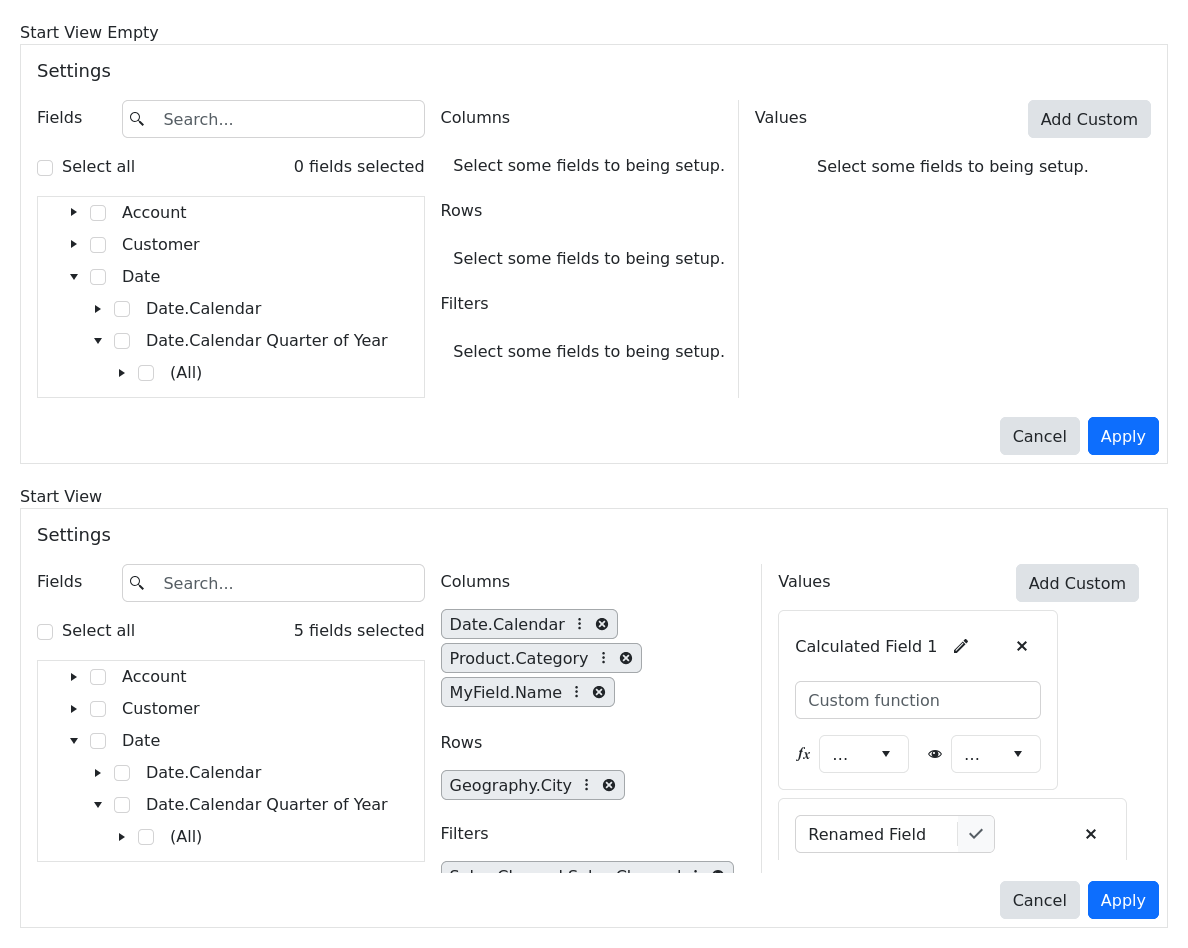 Start View Empty
Settings
Fields
Search...
Select all
0 fields selected
Account
Customer
Date
Date.Calendar
Date.Calendar Quarter of Year
(All)
Columns
Select some fields to being setup.
Rows
Select some fields to being setup.
Filters
Select some fields to being setup.
Values
Add Custom
Select some fields to being setup.
Cancel
Apply
Start View
Settings
Fields
Search...
Select all
5 fields selected
Account
Customer
Date
Date.Calendar
Date.Calendar Quarter of Year
(All)
Columns
Date.Calendar
Product.Category
MyField.Name
Rows
Geography.City
Filters
Values
Add Custom
Calculated Field 1
Custom function
fx
...
...
Renamed Field
Cancel
Apply